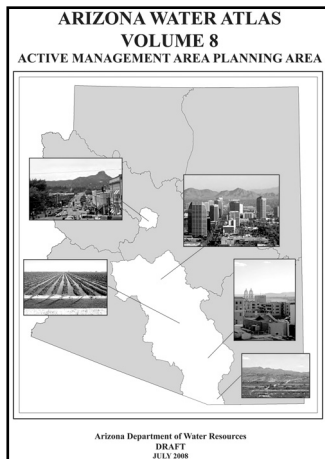 ARIZONA WATER ATLAS
VOLUME 8
ACTIVE MANAGEMENT AREA PLANNING AREA
Arizona Department of Water Resources
DRAFT
JULY 2008